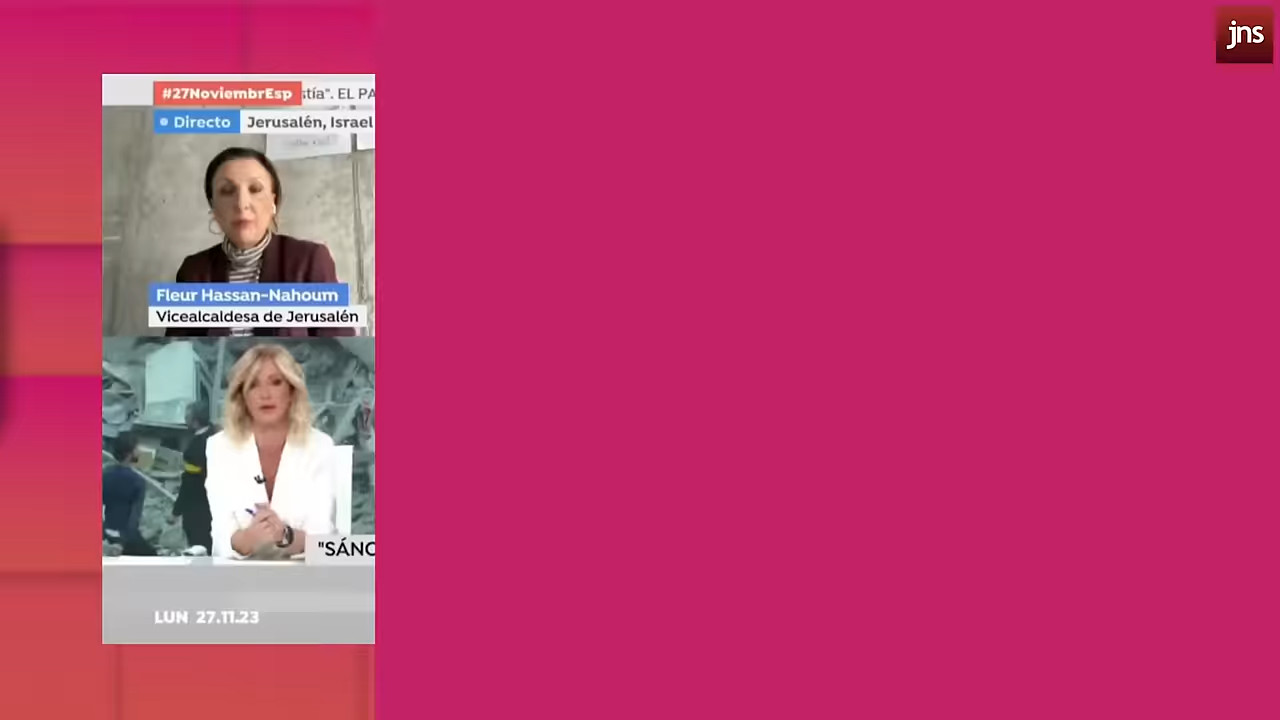 jns
#27NoviembrEsp
stía". EL PA
Directo Jerusalén, Israel
Fleur Hassan-Nahoum
Vicealcaldesa de Jerusalén
"SÁNC
LUN 27.11.23